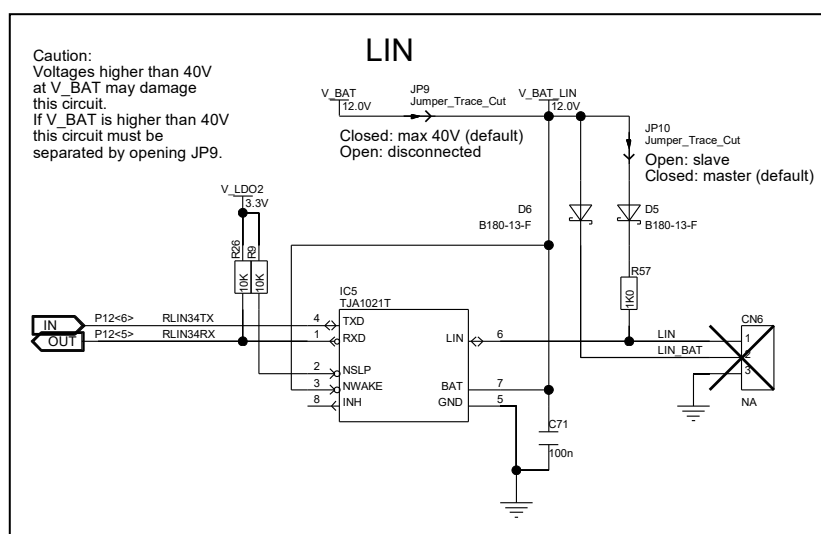 LIN
Caution:
Voltages higher than 40V
at V_BAT may damage
this circuit.
If V_BAT is higher than 40V
this circuit must be
separated by opening JP9.
V_BAT
12.0V
JP9
Jumper_Trace_Cut
V_BAT_LIN
12.0V
Closed: max 40V (default)
Open: disconnected
JP10
Jumper_Trace_Cut
Open: slave
Closed: master (default)
V_LDO2
3.3V
D6
B180-13-F
D5
B180-13-F
R26
10K
R9
10K
R57
1K0
IC5
TJA1021T
IN
P12<6>
RLIN34TX
4
TXD
OUT
P12<5>
RLIN34RX
1
RXD
LIN
6
LIN
LIN_BAT
CN6
1
2
3
NA
2
NSLP
3
NWAKE
8
INH
BAT
7
GND
5
C71
100n